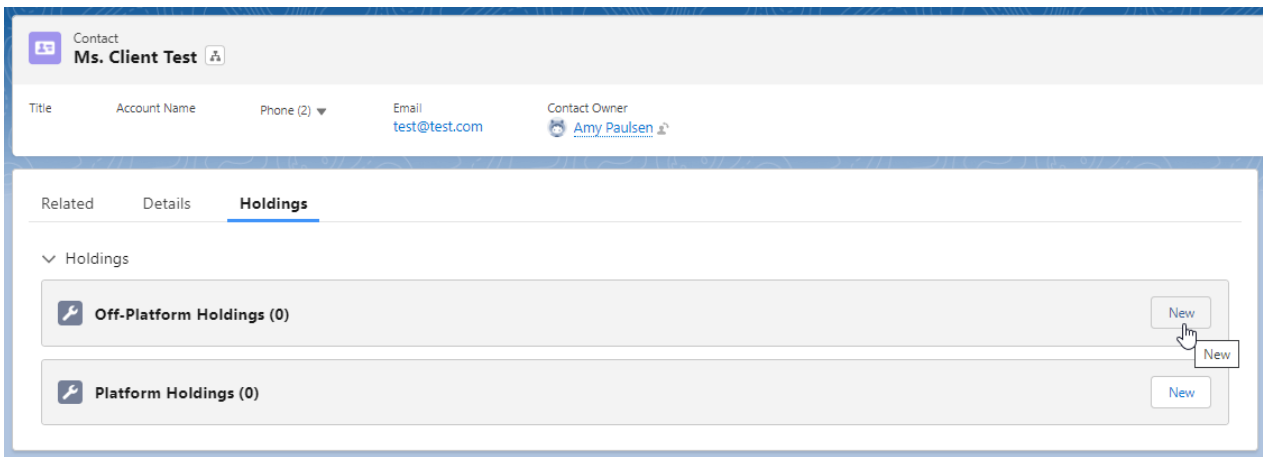 Contact
Ms. Client Test
Title Account Name Phone (2) Email Contact Owner
test@test.com Amy Paulsen
Related Details Holdings
Holdings
Off-Platform Holdings (0) New
New
Platform Holdings (0) New